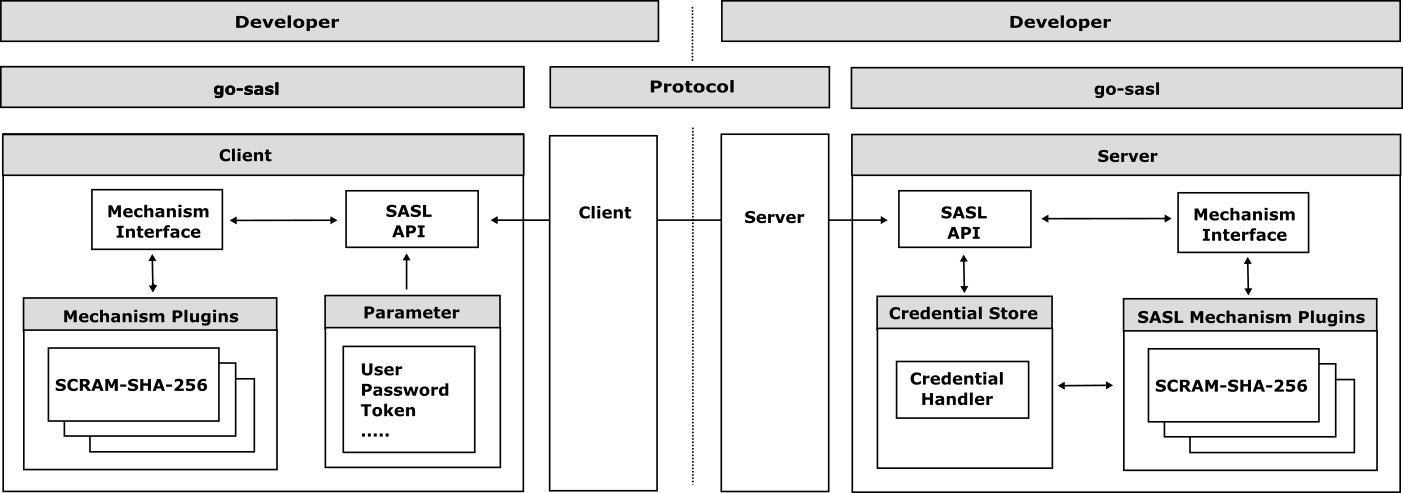 Developer
Developer
go-sasl
Protocol
go-sasl
Client
Mechanism
Interface
SASL
API
Mechanism Plugins
SCRAM-SHA-256
Parameter
User
Password
Token
.....
Client
Server
Server
SASL
API
Mechanism
Interface
Credential Store
Credential
Handler
SASL Mechanism Plugins
SCRAM-SHA-256